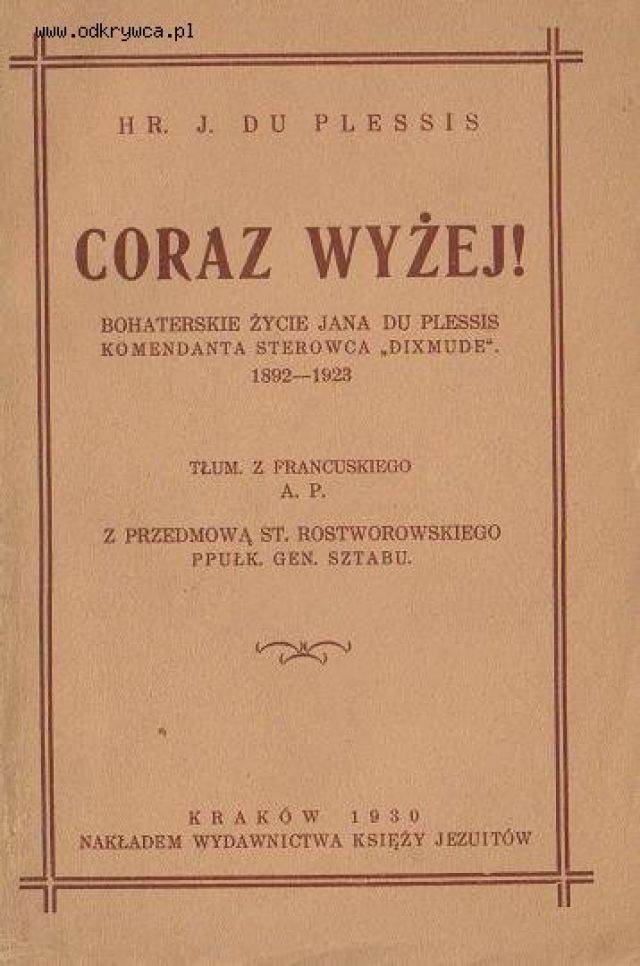 www.odkrywca.pl
HR. J. DU PLESSIS
CORAZ WYŻEJ!
BOHATERSKIE ŻYCIE JANA DU PLESSIS
KOMENDANTA STEROWCA „DIXMUDE“.
1892—1923
TŁUM. Z FRANCUSKIEGO
A. P.
Z PRZEDMOWĄ ST. ROSTWOROWSKIEGO
PPUŁK. GEN. SZTABU.
KRAKÓW 1930
NAKŁADEM WYDAWNICTWA KSIĘŻY JEZUITÓW